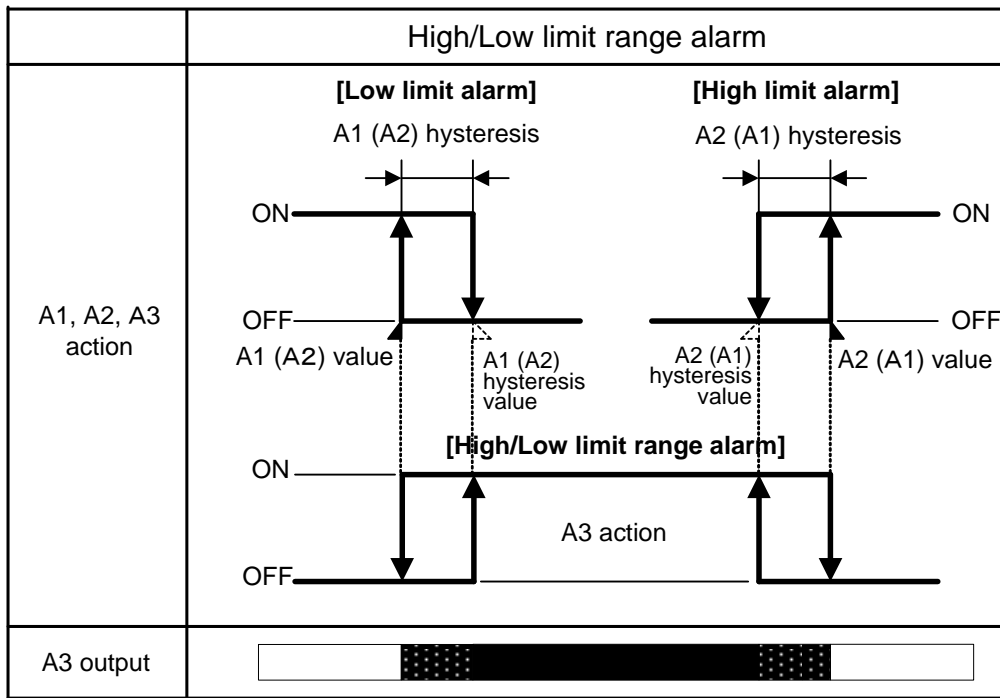 High/Low limit range alarm
[Low limit alarm]
[High limit alarm]
A1 (A2) hysteresis
A2 (A1) hysteresis
ON
ON
A1, A2, A3
action
OFF
OFF
A1 (A2) value
A1 (A2)
hysteresis
value
A2 (A1)
hysteresis
value
A2 (A1) value
[High/Low limit range alarm]
ON
A3 action
OFF
A3 output